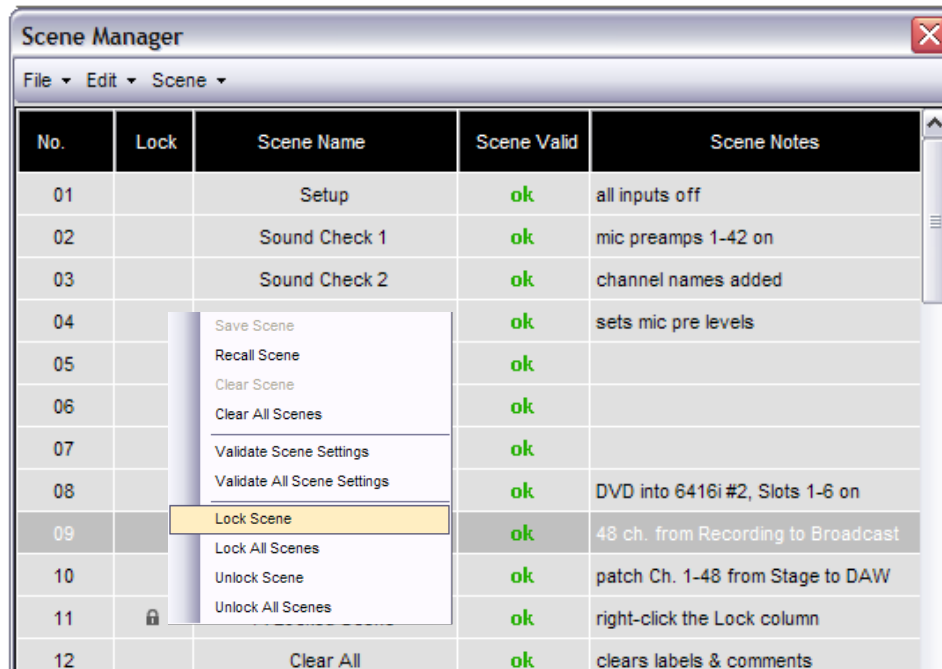 Scene Manager
File Edit Scene
No. Lock Scene Name Scene Valid Scene Notes
01 Setup ok all inputs off
02 Sound Check 1 ok mic preamps 1-42 on
03 Sound Check 2 ok channel names added
04 ok sets mic pre levels
05 ok
06 ok
07 ok
08 ok DVD into 6416i #2, Slots 1-6 on
09 ok 48 ch. from Recording to Broadcast
10 ok patch Ch. 1-48 from Stage to DAW
11 ok right-click the Lock column
12 Clear All ok clears labels & comments
Save Scene
Recall Scene
Clear Scene
Clear All Scenes
Validate Scene Settings
Validate All Scene Settings
Lock Scene
Lock All Scenes
Unlock Scene
Unlock All Scenes